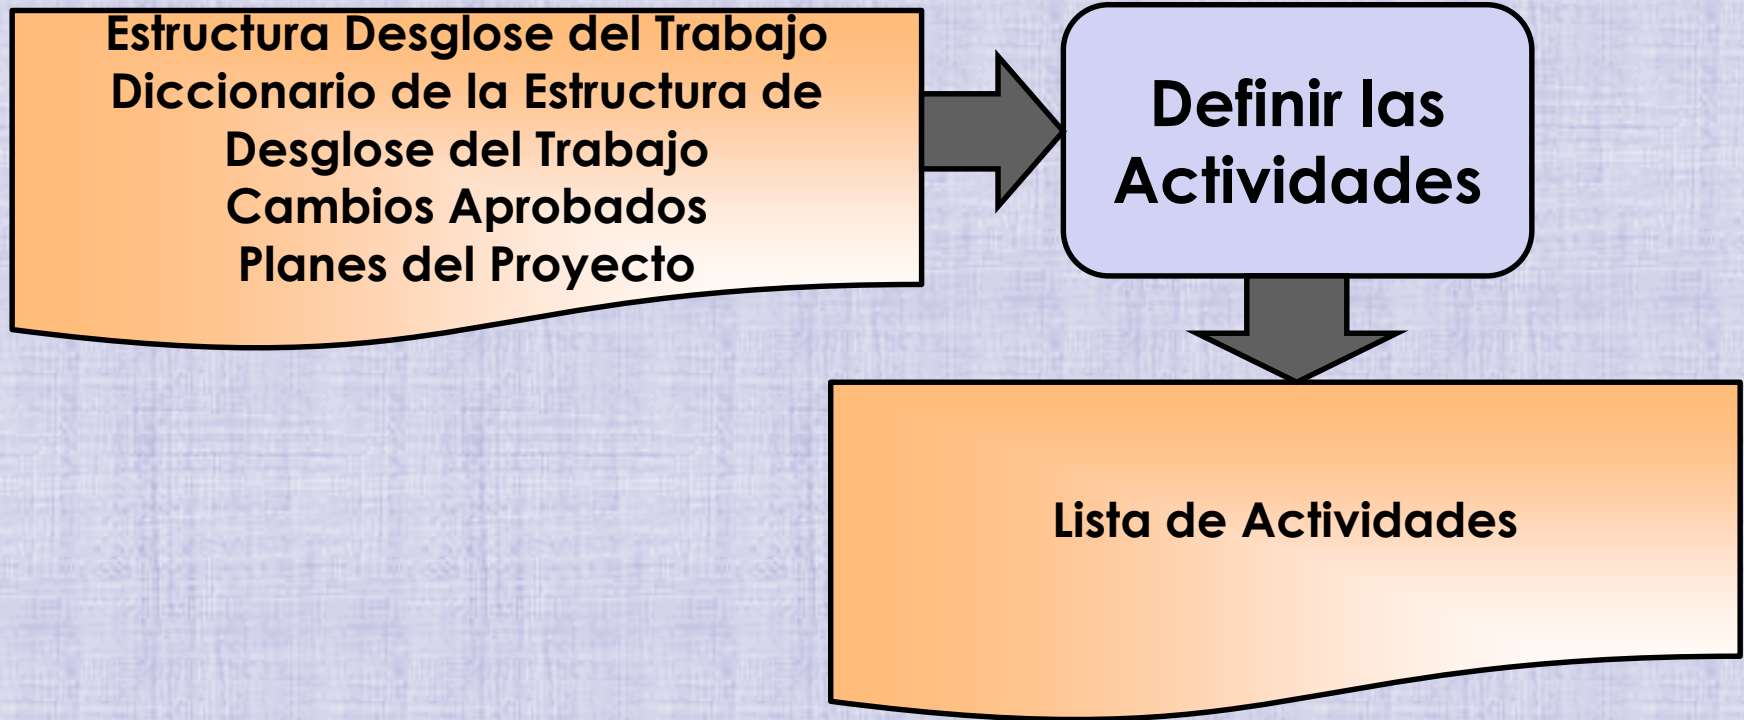 Estructura Desglose del Trabajo
Diccionario de la Estructura de
Desglose del Trabajo
Cambios Aprobados
Planes del Proyecto
Definir las
Actividades
Lista de Actividades